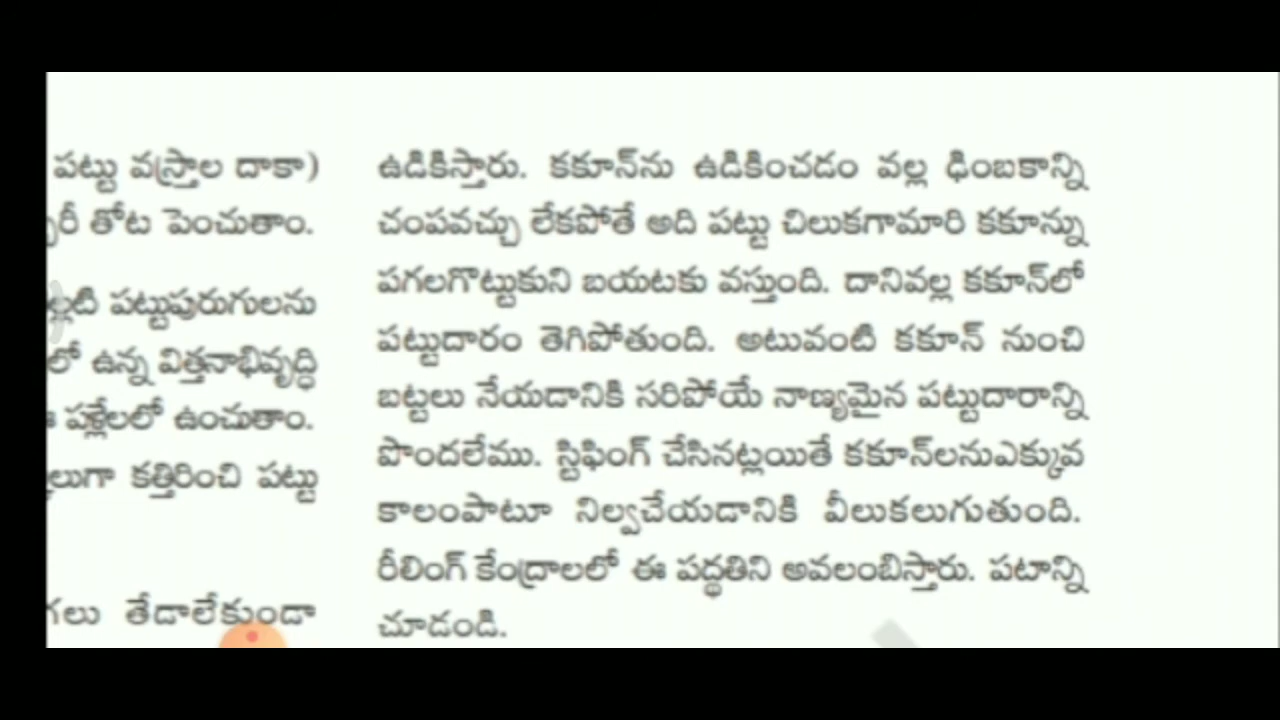 పట్టు వస్త్రాల దాకా)
తోట పెంచుతాం.
పట్టుపురుగులను
ఉన్న విత్తనాభివృద్ధి
పళ్లేలలో ఉంచుతాం.
కత్తిరించి పట్టు
తేడాలేకుండా
ఉడికిస్తారు. కకూన్‌ను ఉడికించడం వల్ల ఢింబకాన్ని
చంపవచ్చు లేకపోతే అది పట్టు చిలుకగామారి కకూన్ను
పగలగొట్టుకుని బయటకు వస్తుంది. దానివల్ల కకూన్‌లో
పట్టుదారం తెగిపోతుంది. అటువంటి కకూన్ నుంచి
బట్టలు నేయడానికి సరిపోయే నాణ్యమైన పట్టుదారాన్ని
పొందలేము. స్టిఫింగ్ చేసినట్లయితే కకూన్‌లనుఎక్కువ
కాలంపాటూ నిల్వచేయడానికి వీలుకలుగుతుంది.
రీలింగ్ కేంద్రాలలో ఈ పద్ధతిని అవలంబిస్తారు. పటాన్ని
చూడండి.